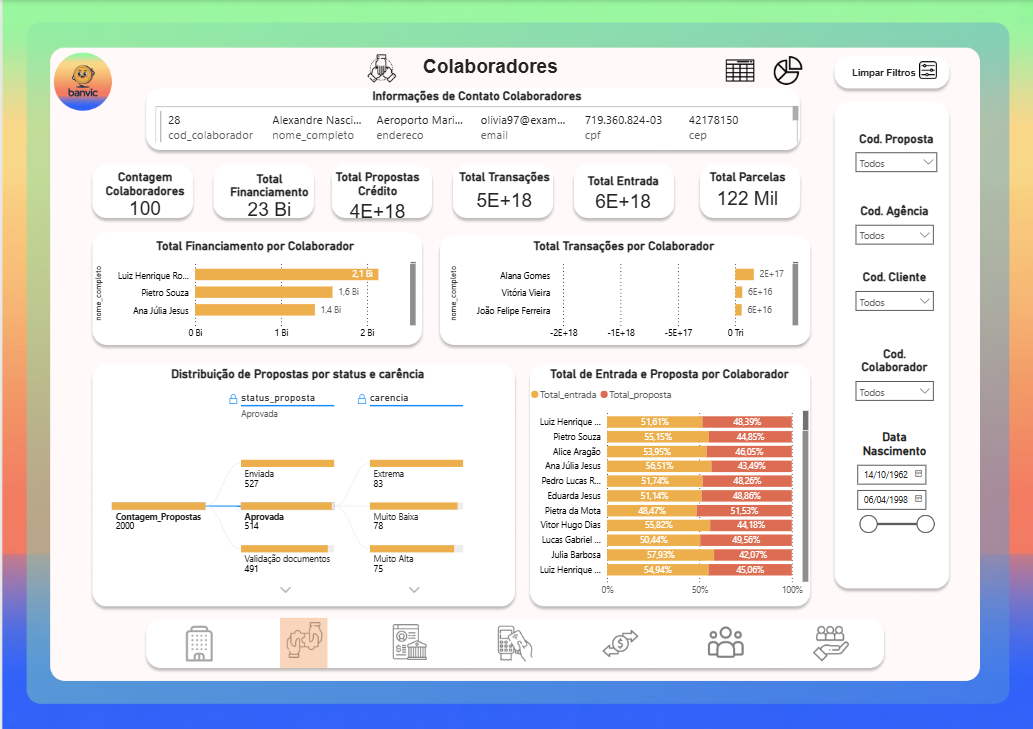 banvic
Colaboradores
Limpar Filtros
Informações de Contato Colaboradores
28 Alexandre Nasci... Aeroporto Mari... olivia97@exam... 719.360.824-03 42178150
cod_colaborador nome_completo endereco email cpf cep
Contagem Colaboradores
100
Total Financiamento
23 Bi
Total Propostas Crédito
4E+18
Total Transações
5E+18
Total Entrada
6E+18
Total Parcelas
122 Mil
Total Financiamento por Colaborador
nome_completo
Luiz Henrique Ro... 2,1 Bi
Pietro Souza 1,6 Bi
Ana Júlia Jesus 1,4 Bi
0 Bi 1 Bi 2 Bi
Total Transações por Colaborador
nome_completo
Alana Gomes 2E+17
Vitória Vieira 6E+16
João Felipe Ferreira 6E+16
-2E+18 -1E+18 -5E+17 0 Tri
Distribuição de Propostas por status e carência
status_proposta carencia
Aprovada
Contagem_Propostas
2000
Enviada
527
Aprovada
514
Validação documentos
491
Extrema
83
Muito Baixa
78
Muito Alta
75
Total de Entrada e Proposta por Colaborador
Total_entrada Total_proposta
Luiz Henrique ... 51,61% 48,39%
Pietro Souza 55,15% 44,85%
Alice Aragão 53,95% 46,05%
Ana Júlia Jesus 56,51% 43,49%
Pedro Lucas R... 51,74% 48,26%
Eduarda Jesus 51,14% 48,86%
Pietra da Mota 48,47% 51,53%
Vitor Hugo Dias 55,82% 44,18%
Lucas Gabriel ... 50,44% 49,56%
Julia Barbosa 57,93% 42,07%
Luiz Henrique ... 54,94% 45,06%
0% 50% 100%
Cod. Proposta
Todos
Cod. Agência
Todos
Cod. Cliente
Todos
Cod.
Colaborador
Todos
Data
Nascimento
14/10/1962
06/04/1998